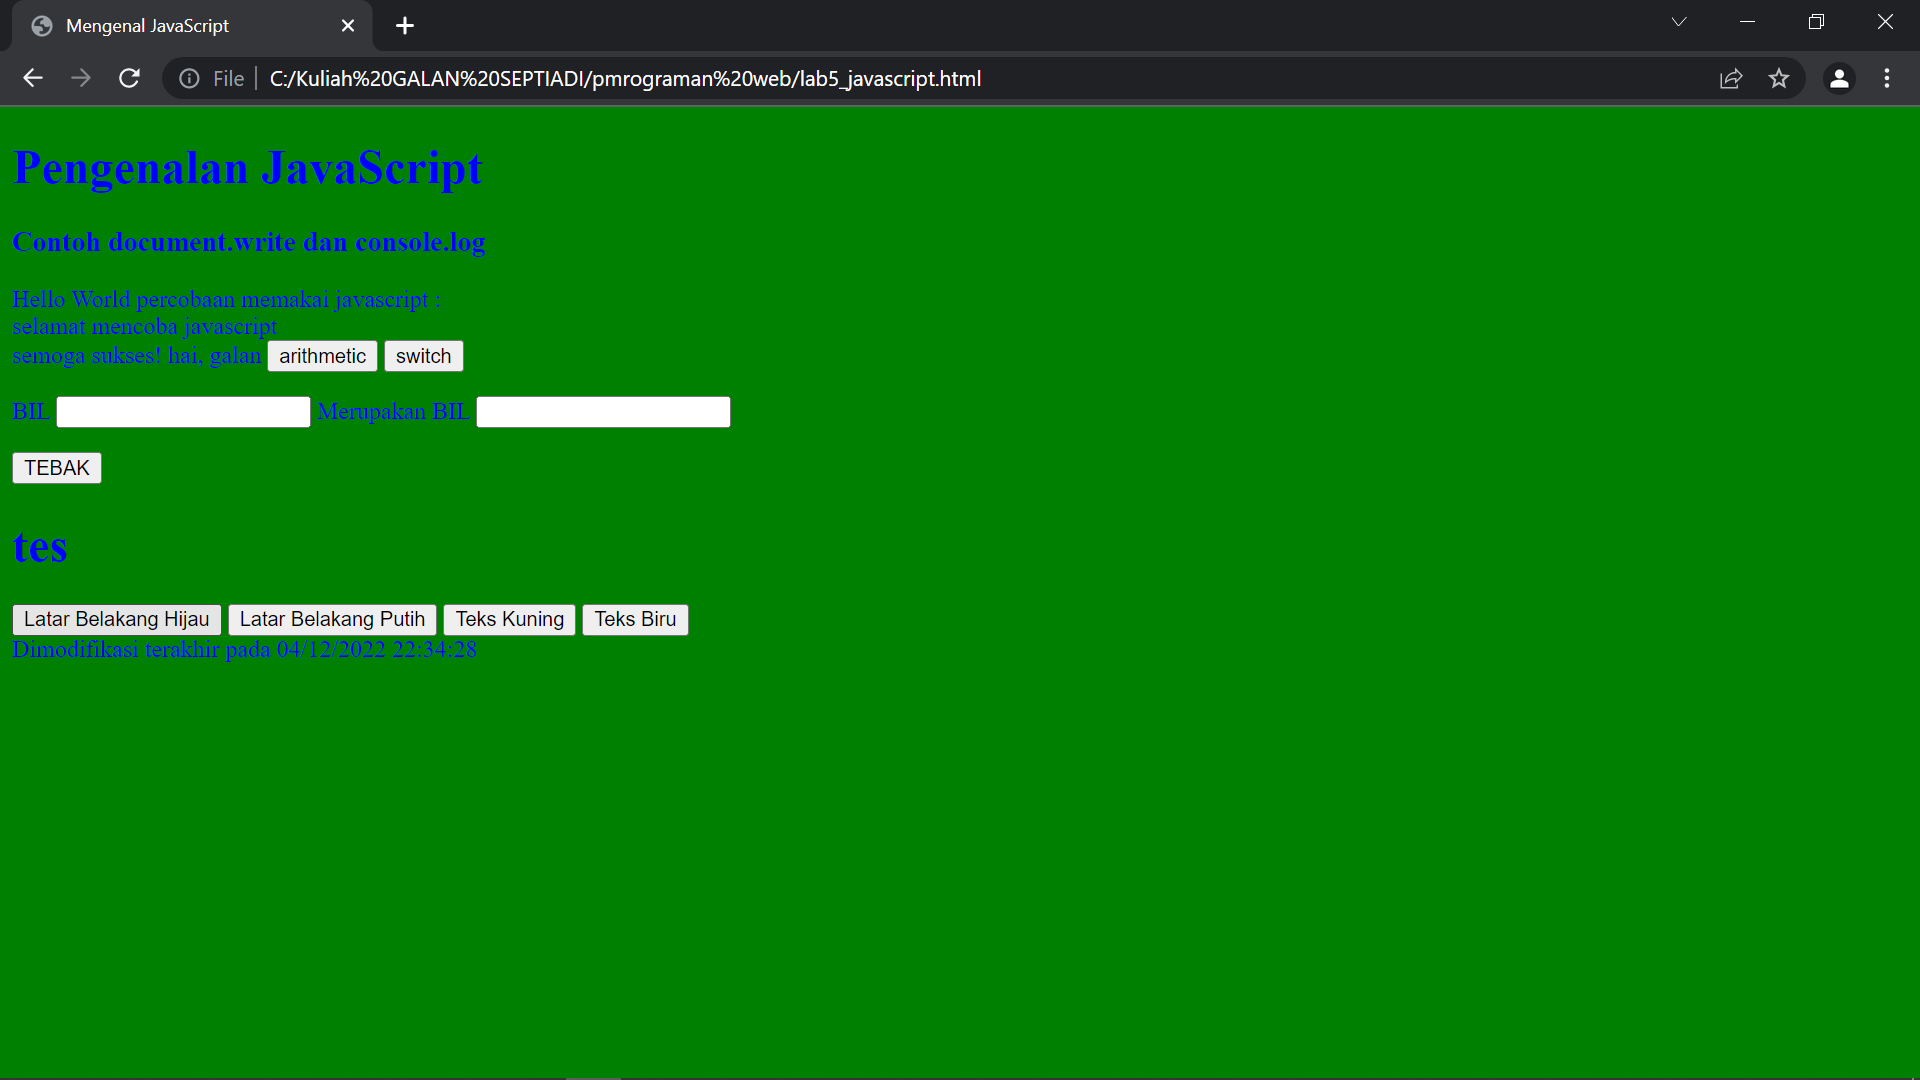 Mengenal JavaScript
File C:/Kuliah%20GALAN%20SEPTIADI/pmrograman%20web/lab5_javascript.html
Pengenalan JavaScript
Contoh document.write dan console.log
Hello World percobaan memakai javascript :
selamat mencoba javascript
semoga sukses! hai, galan arithmetic switch
BIL Merupakan BIL
TEBAK
tes
Latar Belakang Hijau Latar Belakang Putih Teks Kuning Teks Biru
Dimodifikasi terakhir pada 04/12/2022 22:34:28